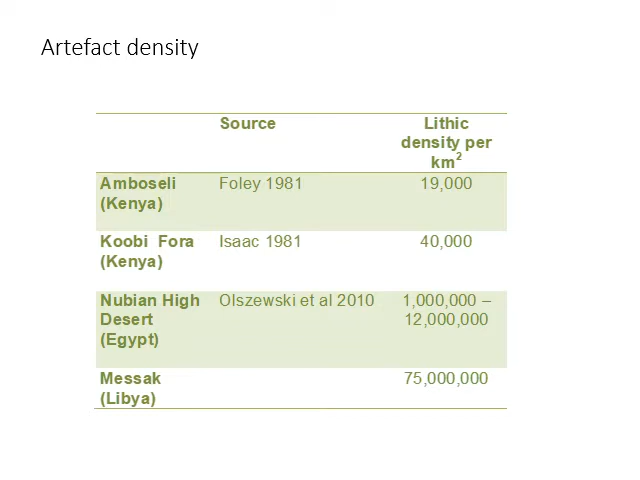 Artefact density
Source Lithic
density per
km²
Amboseli Foley 1981 19,000
(Kenya)
Koobi Fora Isaac 1981 40,000
(Kenya)
Nubian High Olszewski et al 2010 1,000,000 –
Desert 12,000,000
(Egypt)
Messak 75,000,000
(Libya)